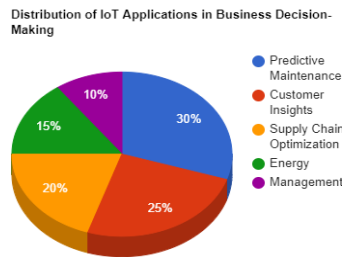 Distribution of IoT Applications in Business Decision-
Making
Predictive
Maintenance
Customer
Insights
Supply Chain
Optimization
Energy
Management
10%
30%
15%
20%
25%